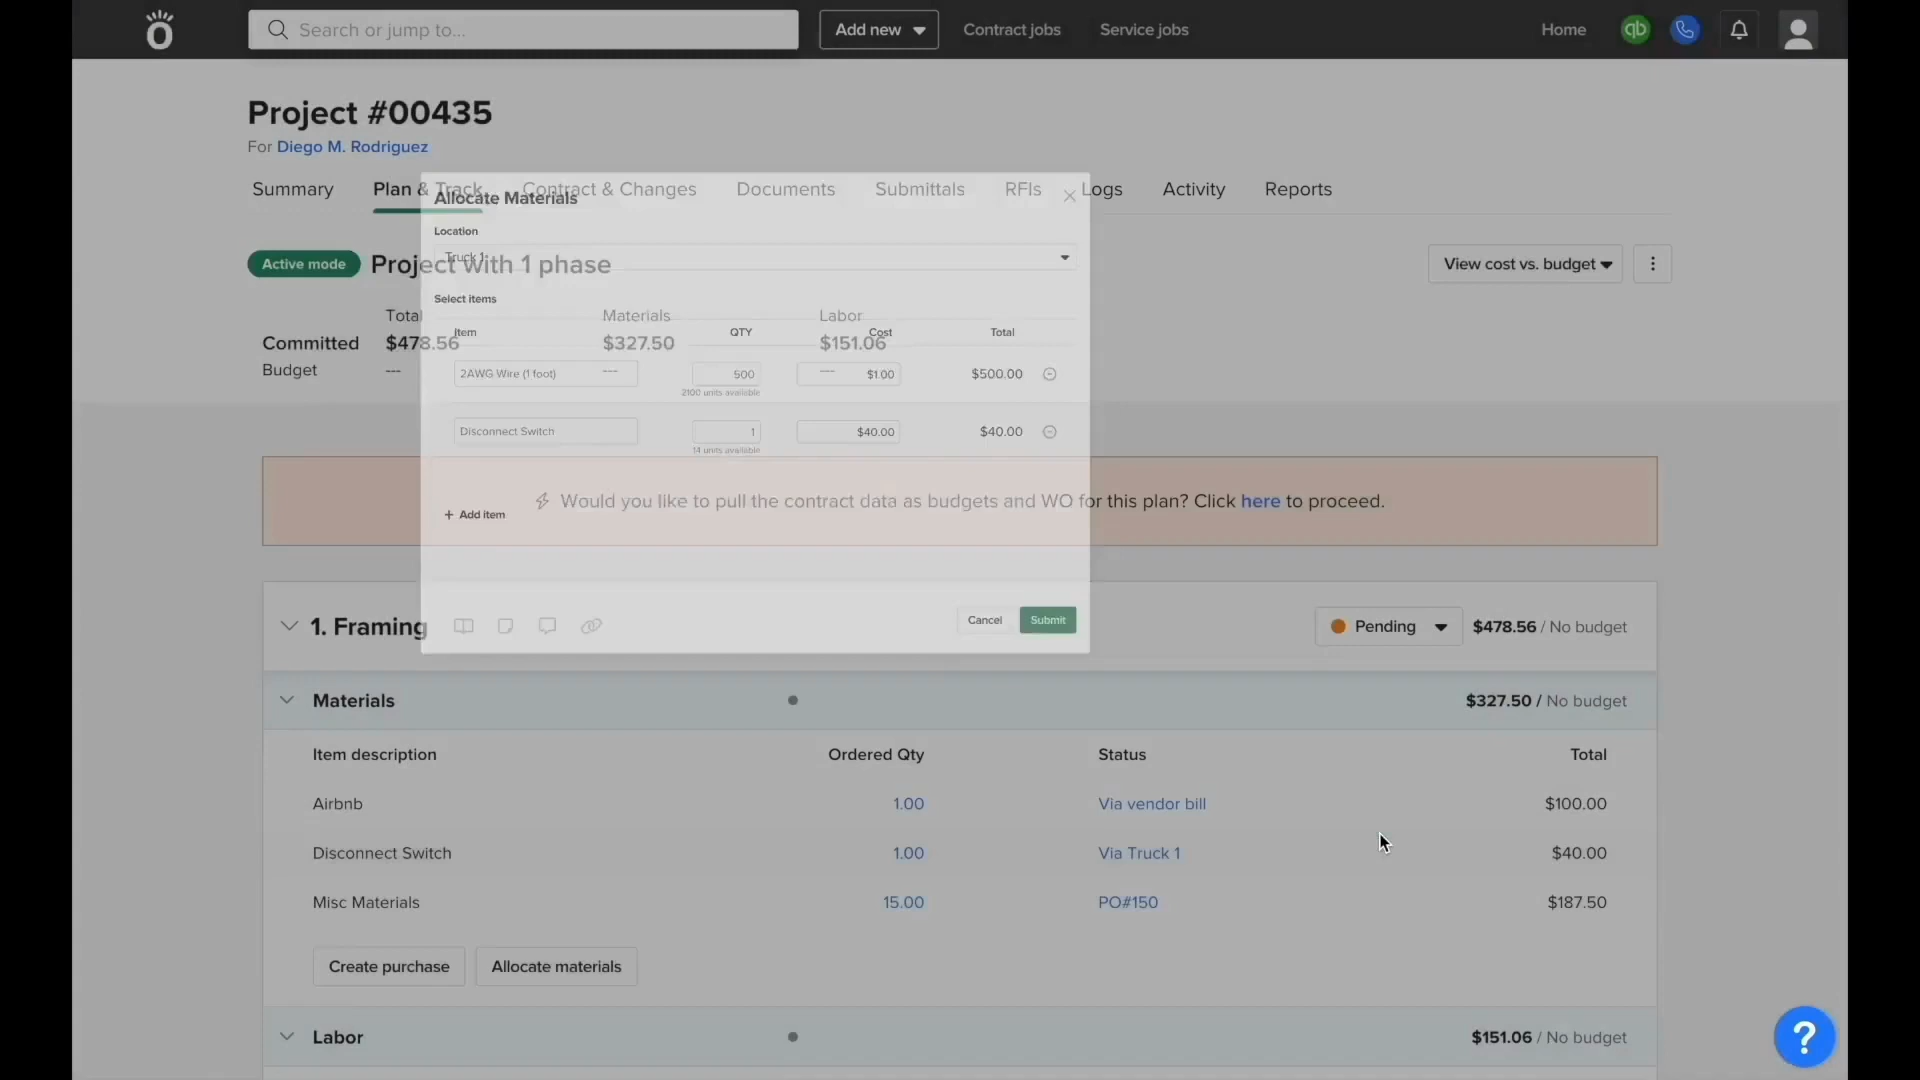 Search or jump to...
Add new
Contract jobs
Service jobs
Home
qb
Project #00435
For Diego M. Rodriguez
Summary
Plan & Track
Contract & Changes
Documents
Submittals
RFIs
Logs
Activity
Reports
Active mode
Project with 1 phase
View cost vs. budget
Total
Materials
Labor
Committed
$478.56
$327.50
$151.06
Budget
---
---
---
Allocate Materials
Location
Truck 1
Select items
Item
QTY
Cost
Total
2AWG Wire (1 foot)
500
$1.00
$500.00
2100 units available
Disconnect Switch
1
$40.00
$40.00
14 units available
+ Add item
Cancel
Submit
Would you like to pull the contract data as budgets and WO for this plan? Click here to proceed.
1. Framing
Pending
$478.56 / No budget
Materials
$327.50 / No budget
Item description
Ordered Qty
Status
Total
Airbnb
1.00
Via vendor bill
$100.00
Disconnect Switch
1.00
Via Truck 1
$40.00
Misc Materials
15.00
PO#150
$187.50
Create purchase
Allocate materials
Labor
$151.06 / No budget
?